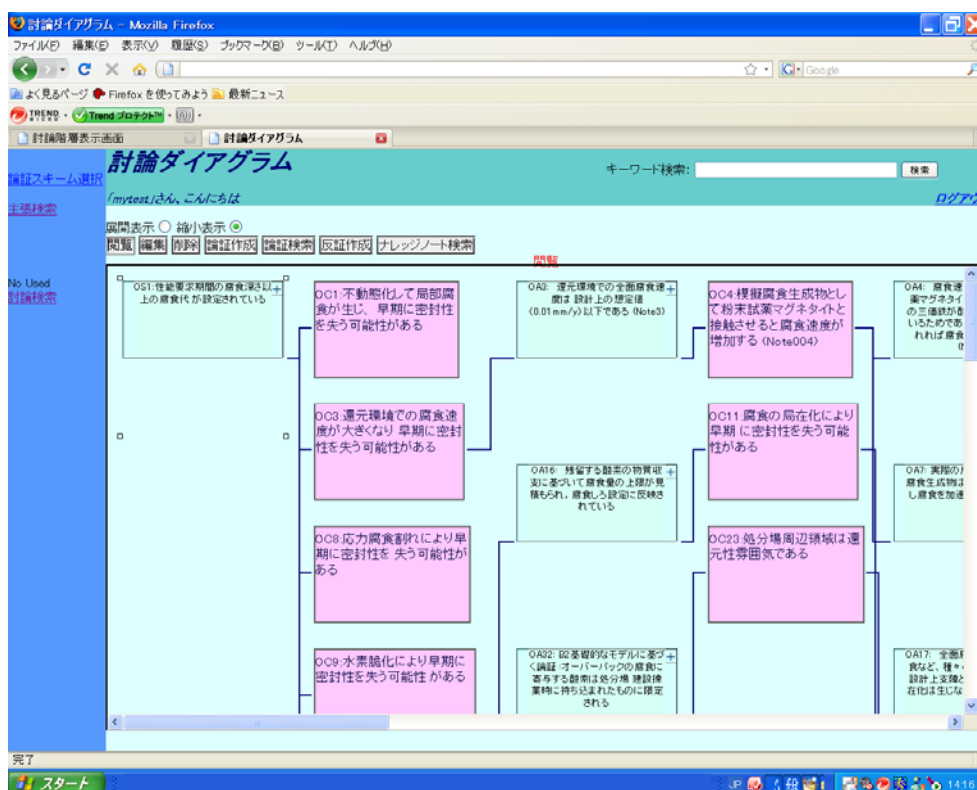 討論ダイアグラム - Mozilla Firefox
ファイル(F) 編集(E) 表示(V) 履歴(S) ブックマーク(B) ツール(T) ヘルプ(H)
Google
よく見るページ Firefox を使ってみよう 最新ニュース
TREND MICRO Trend プロテクト™
討論階層表示画面 討論ダイアグラム
討論ダイアグラム
キーワード検索: 検索
論証スキーム選択
「mytest」さん、こんにちは
ログアウ
主張検索
展開表示 縮小表示
閲覧 編集 削除 論証作成 論証検索 反証作成 ナレッジノート検索
閲覧
No Used
討論検索
OS1:性能要求期間の腐食深さ以
上の腐食代 が設定されている
OC1:不動態化して局部腐
食が生じ、 早期に密封性
を失う可能性がある
OC3:還元環境での腐食速
度が大きくなり 早期に密封
性を失う可能性がある
OC8:応力腐食割れにより早
期に密封性を 失う可能性が
ある
OC9:水素脆化により早期に
密封性を失う可能性 がある
OA3: 還元環境での全面腐食速
度は 設計上の想定値
(0.01mm/y)以下である (Note3)
OA16: 残留する酸素の物質収
支に基づいて腐食量の上限が見
積もられ，腐食しろ設定に反映さ
れている
OA32: B2基礎的なモデルに基づ
く論証:オーバーパックの腐食に
寄与する酸素は処分場 建設操
業時に持ち込まれたものに限定
される
OC4:模擬腐食生成物とし
て粉末試薬マグネタイトと
接触させると腐食速度が
増加する (Note004)
OC11:腐食の局在化により
早期 に密封性を失う可能
性がある
OC23:処分場周辺領域は還
元性雰囲気である
OA4: 腐食速
薬マグネタイ
の三価鉄が
いるためであ
れれば腐食
OA7: 実際の
腐食生成物は
し腐食を加速
OA17: 全面
食など、種々
設計上支障と
在化は生じな
完了
スタート
JP
般
14:16